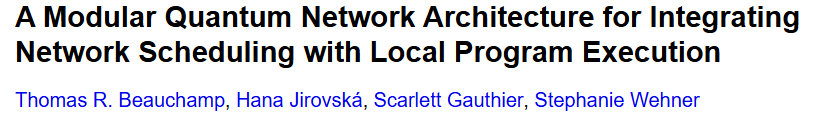 A Modular Quantum Network Architecture for Integrating
Network Scheduling with Local Program Execution
Thomas R. Beauchamp, Hana Jirovská, Scarlett Gauthier, Stephanie Wehner